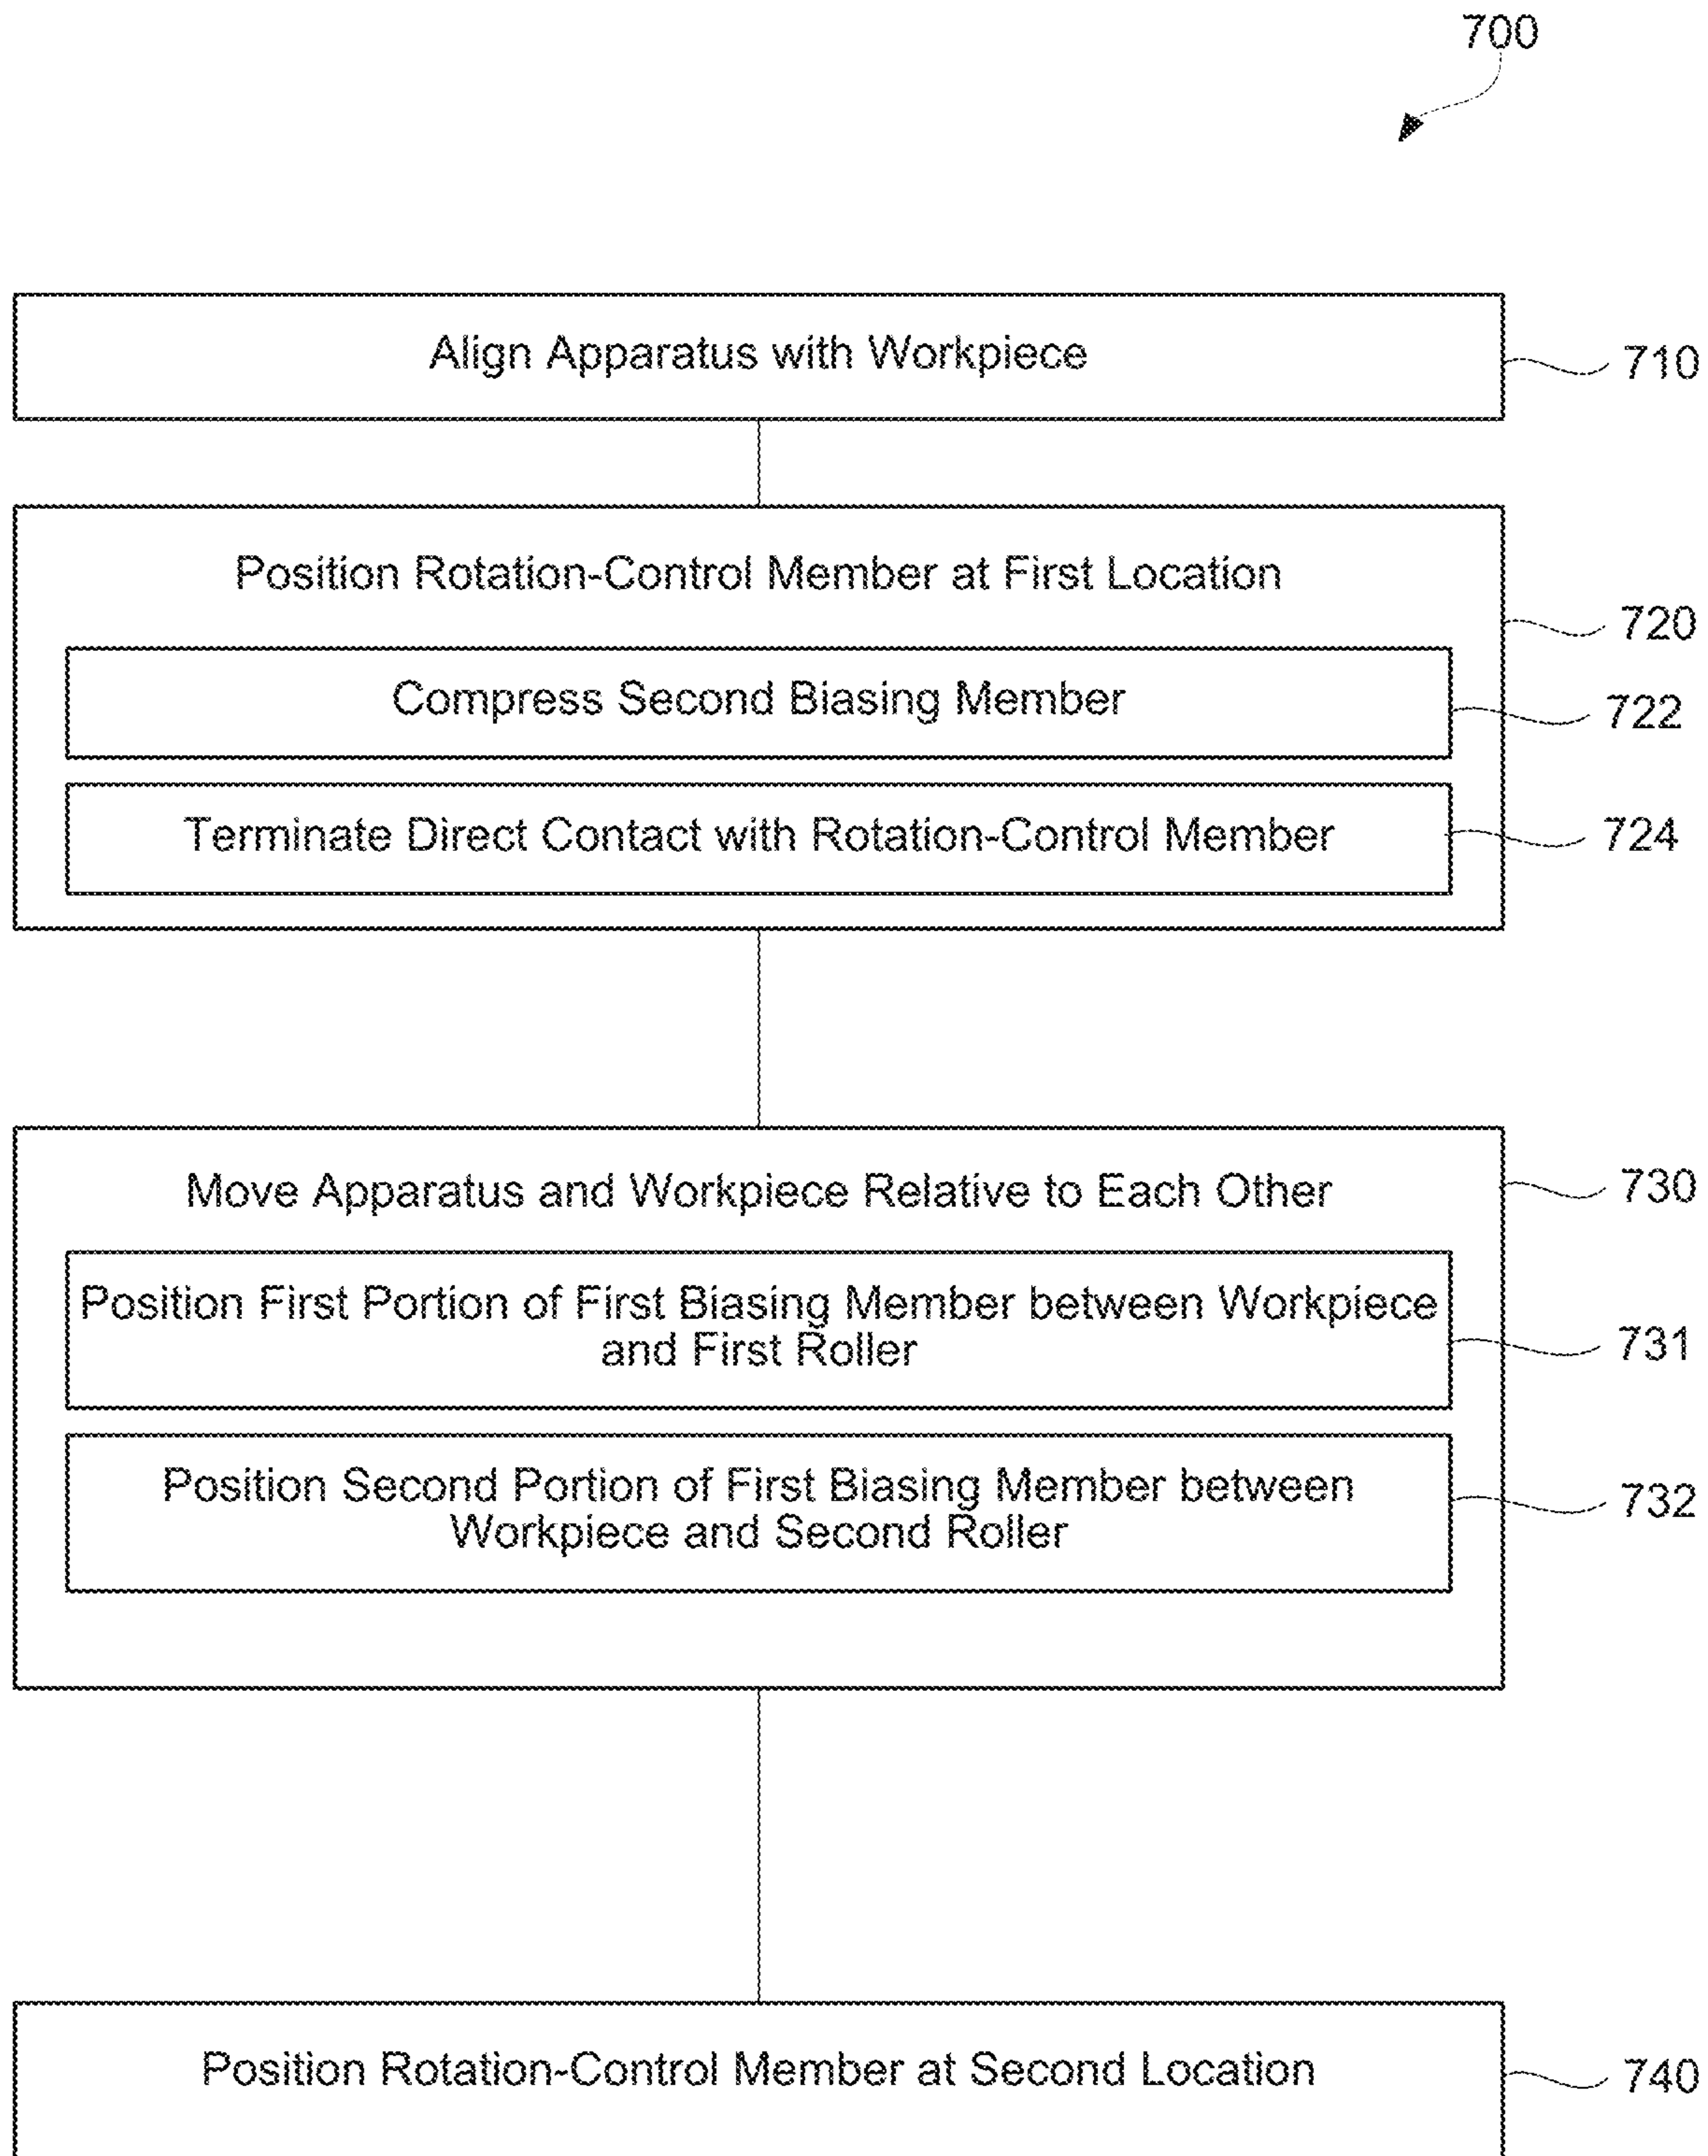 700
Align Apparatus with Workpiece
710
Position Rotation-Control Member at First Location
720
Compress Second Biasing Member
722
Terminate Direct Contact with Rotation-Control Member
724
Move Apparatus and Workpiece Relative to Each Other
730
Position First Portion of First Biasing Member between Workpiece
and First Roller
731
Position Second Portion of First Biasing Member between
Workpiece and Second Roller
732
Position Rotation-Control Member at Second Location
740